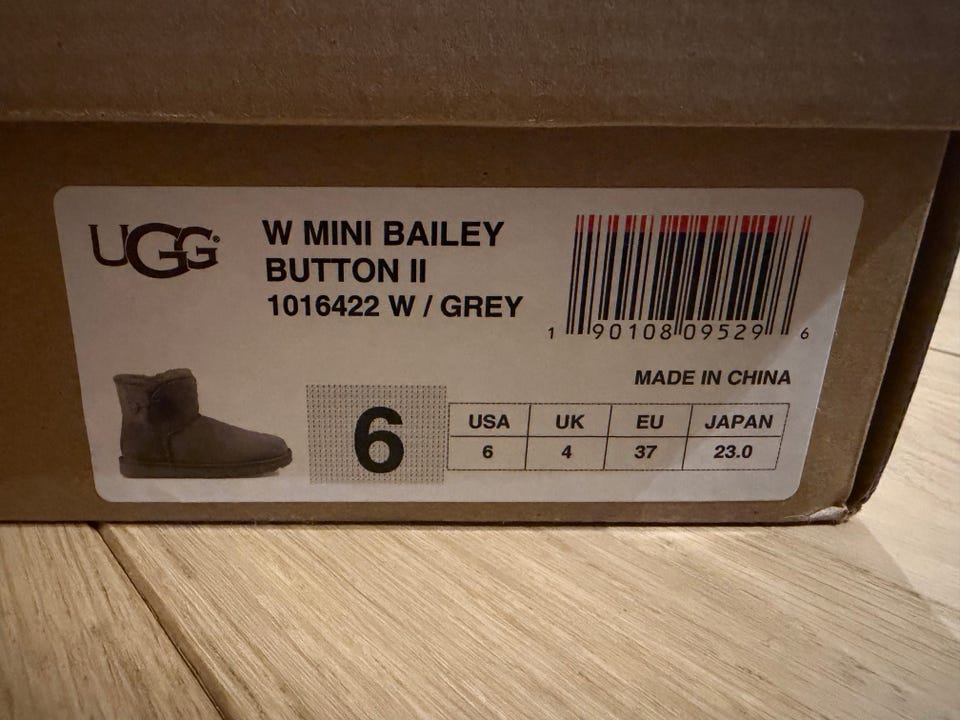 UGG®
W MINI BAILEY
BUTTON II
1016422 W / GREY
1 90108 09529 6
MADE IN CHINA
6
USA UK EU JAPAN
6 4 37 23.0